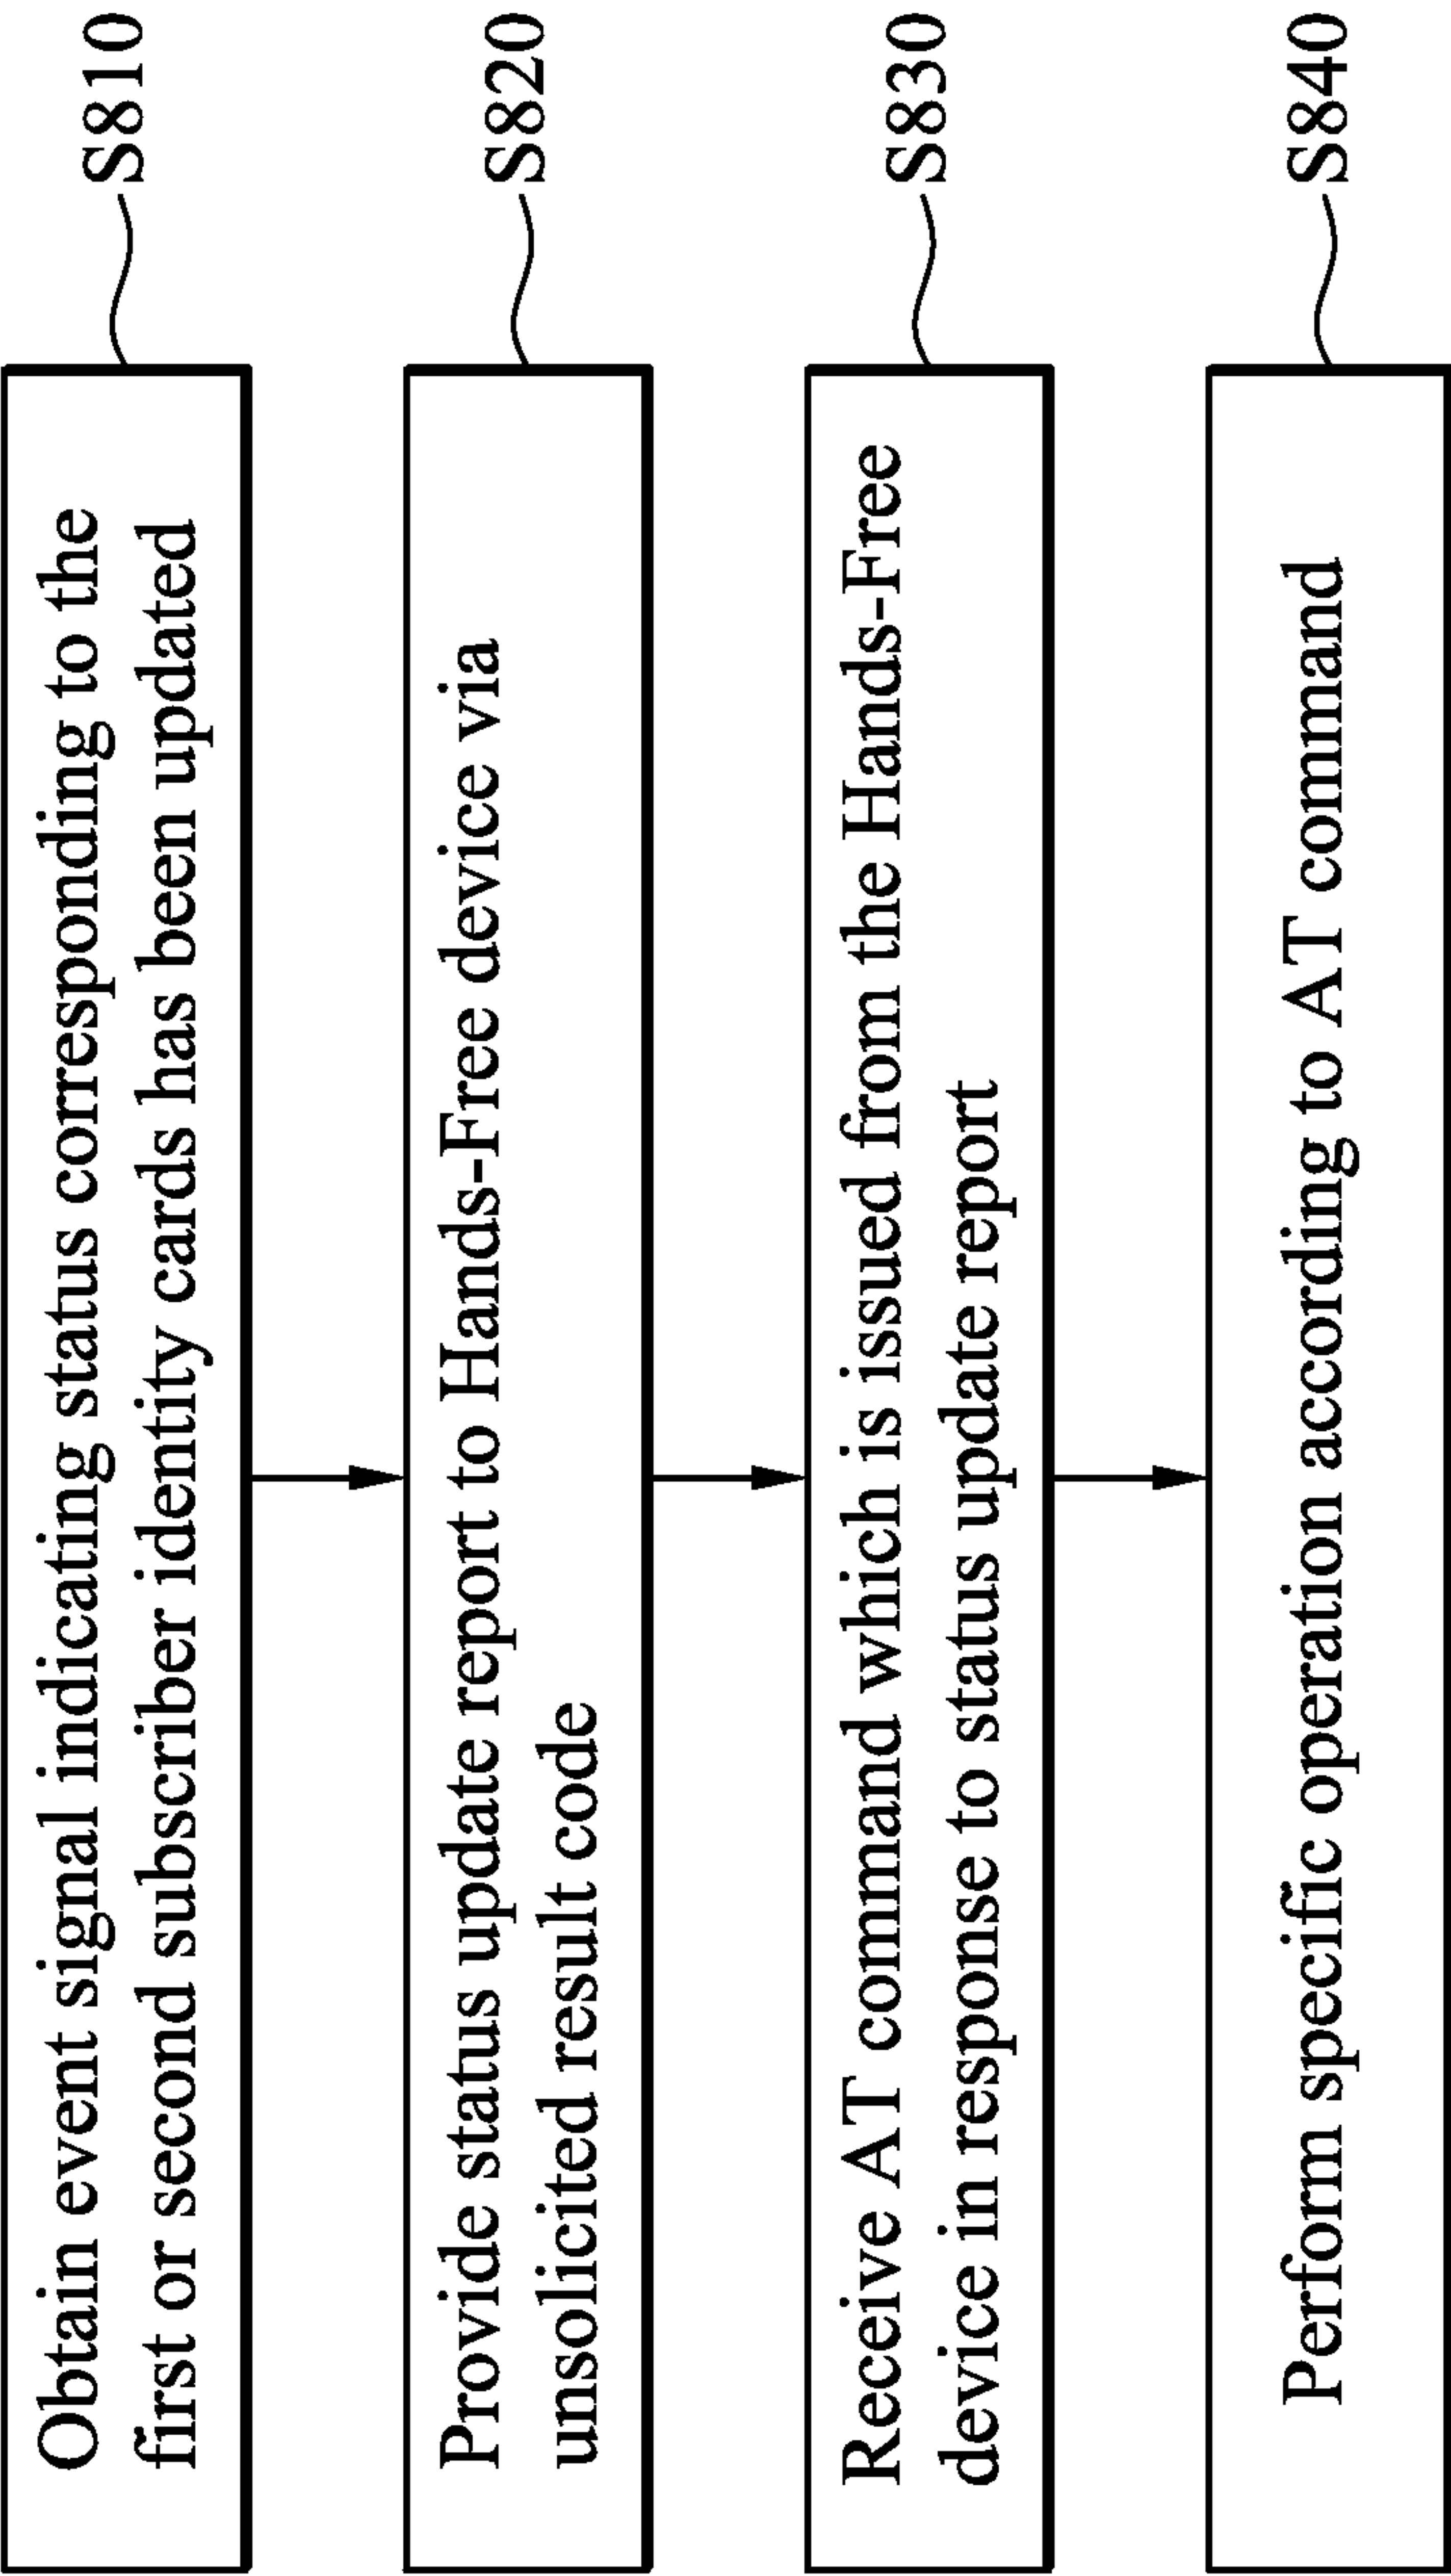 Obtain event signal indicating status corresponding to the
first or second subscriber identity cards has been updated
S810
Provide status update report to Hands-Free device via
unsolicited result code
S820
Receive AT command which is issued from the Hands-Free
device in response to status update report
S830
Perform specific operation according to AT command
S840